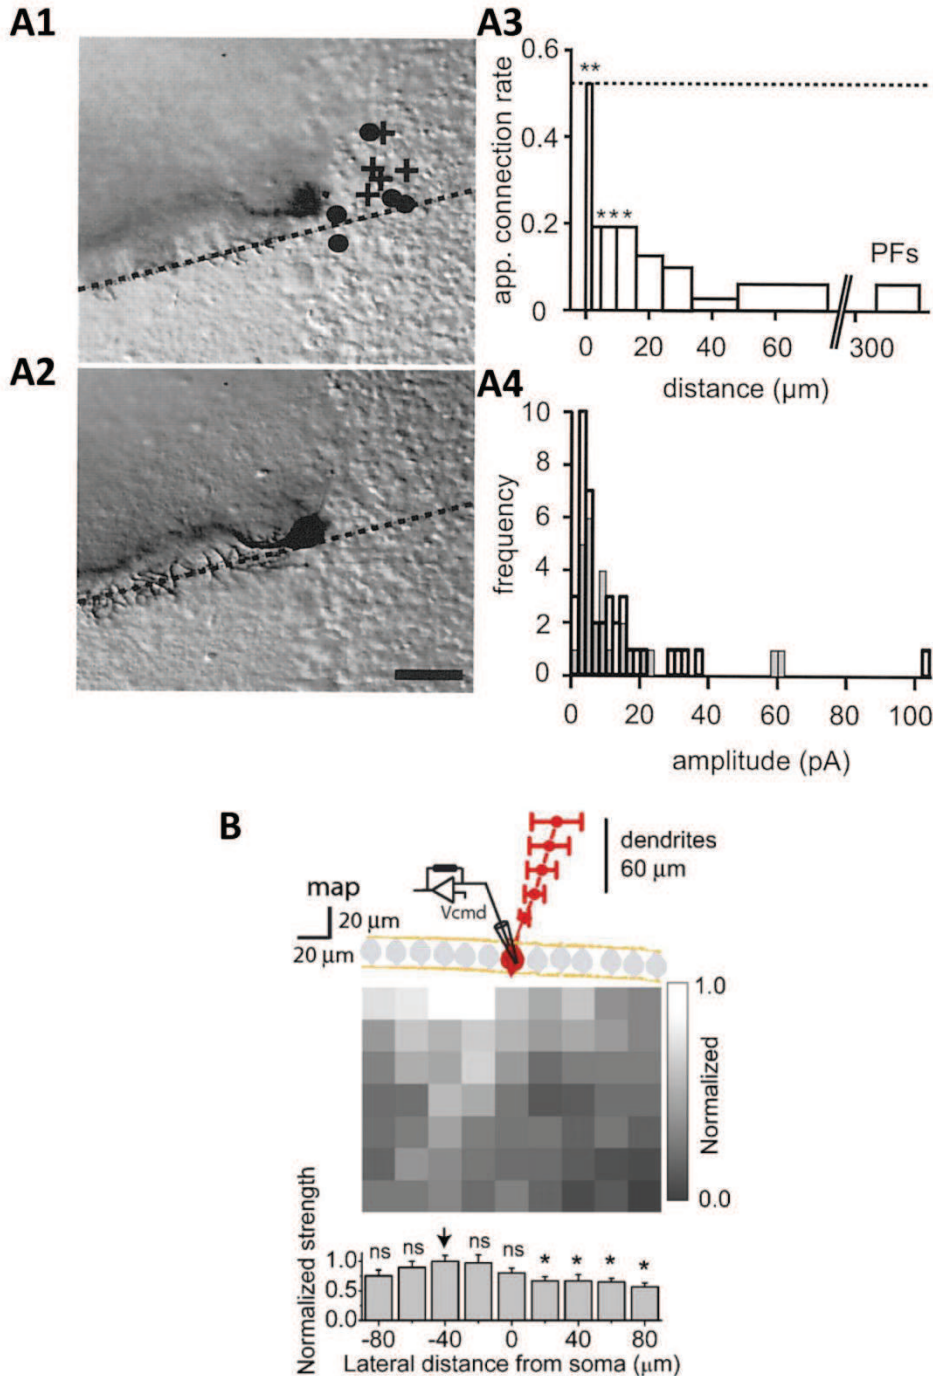 A1
A2
A3
app. connection rate
0.6
0.4
0.2
0
**
***
PFs
0 20 40 60 300
distance (µm)
A4
frequency
10
8
6
4
2
0
0 20 40 60 80 100
amplitude (pA)
B
map
20 µm
20 µm
Vcmd
dendrites
60 µm
1.0
Normalized
0.0
Normalized strength
1.0
0.5
0.0
ns ns ns ns * * * *
-80 -40 0 40 80
Lateral distance from soma (µm)